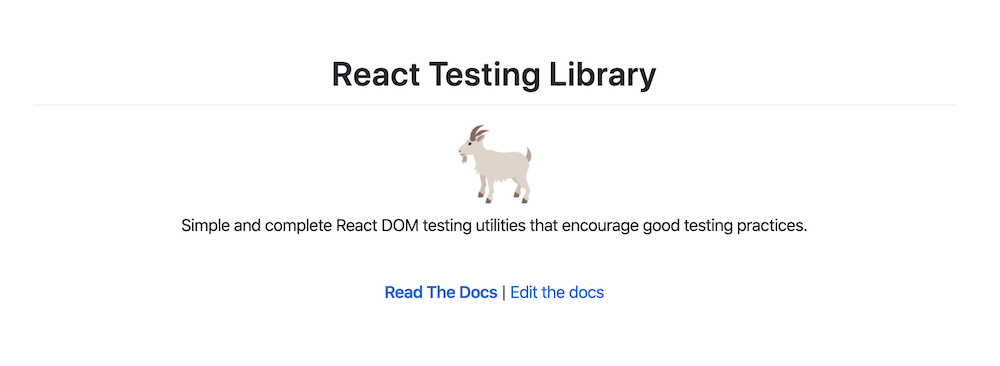 React Testing Library
Simple and complete React DOM testing utilities that encourage good testing practices.
Read The Docs | Edit the docs